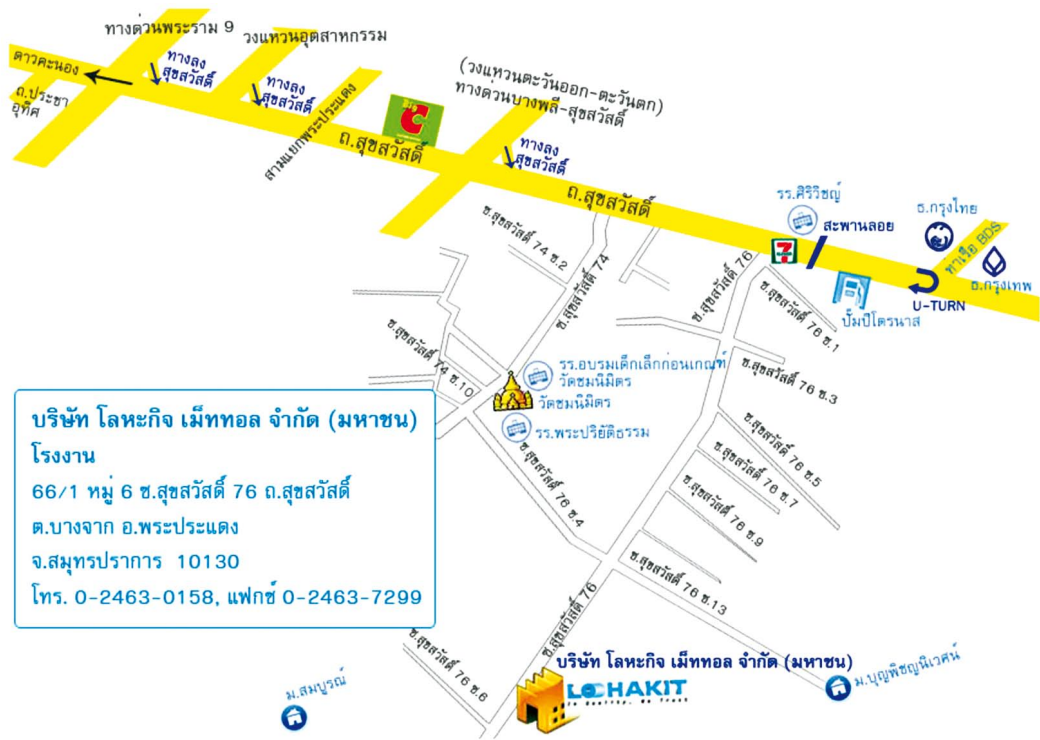 ทางด่วนพระราม 9
วงแหวนอุตสาหกรรม
ดาวคะนอง
ทางลง
สุขสวัสดิ์
ถ.ประชา
อุทิศ
ทางลง
สุขสวัสดิ์
สามแยกพระประแดง
Big
C
(วงแหวนตะวันออก-ตะวันตก)
ทางด่วนบางพลี-สุขสวัสดิ์
ถ.สุขสวัสดิ์
ทางลง
สุขสวัสดิ์
ถ.สุขสวัสดิ์
รร.ศิริวิชญ์
สะพานลอย
ธ.กรุงไทย
ท่าเรือ BDS
ธ.กรุงเทพ
7
U-TURN
ปั๊มปิโตรนาส
ซ.สุขสวัสดิ์ 74 ซ.2
ซ.สุขสวัสดิ์ 74
ซ.สุขสวัสดิ์ 76
ซ.สุขสวัสดิ์ 76 ซ.1
ซ.สุขสวัสดิ์ 74 ซ.10
รร.อบรมเด็กเล็กก่อนเกณฑ์
วัดชมนิมิตร
วัดชมนิมิตร
รร.พระปริยัติธรรม
ซ.สุขสวัสดิ์ 76 ซ.3
ซ.สุขสวัสดิ์ 76 ซ.5
ซ.สุขสวัสดิ์ 76 ซ.7
ซ.สุขสวัสดิ์ 76 ซ.9
ซ.สุขสวัสดิ์ 76 ซ.4
ซ.สุขสวัสดิ์ 76 ซ.13
บริษัท โลหะกิจ เม็ททอล จำกัด (มหาชน)
โรงงาน
66/1 หมู่ 6 ซ.สุขสวัสดิ์ 76 ถ.สุขสวัสดิ์
ต.บางจาก อ.พระประแดง
จ.สมุทรปราการ 10130
โทร. 0-2463-0158, แฟกซ์ 0-2463-7299
ซ.สุขสวัสดิ์ 76
ซ.สุขสวัสดิ์ 76 ซ.6
บริษัท โลหะกิจ เม็ททอล จำกัด (มหาชน)
LOHAKIT
In Quality, We Trust
ม.สมบูรณ์
ม.บุญพิชญนิเวศน์